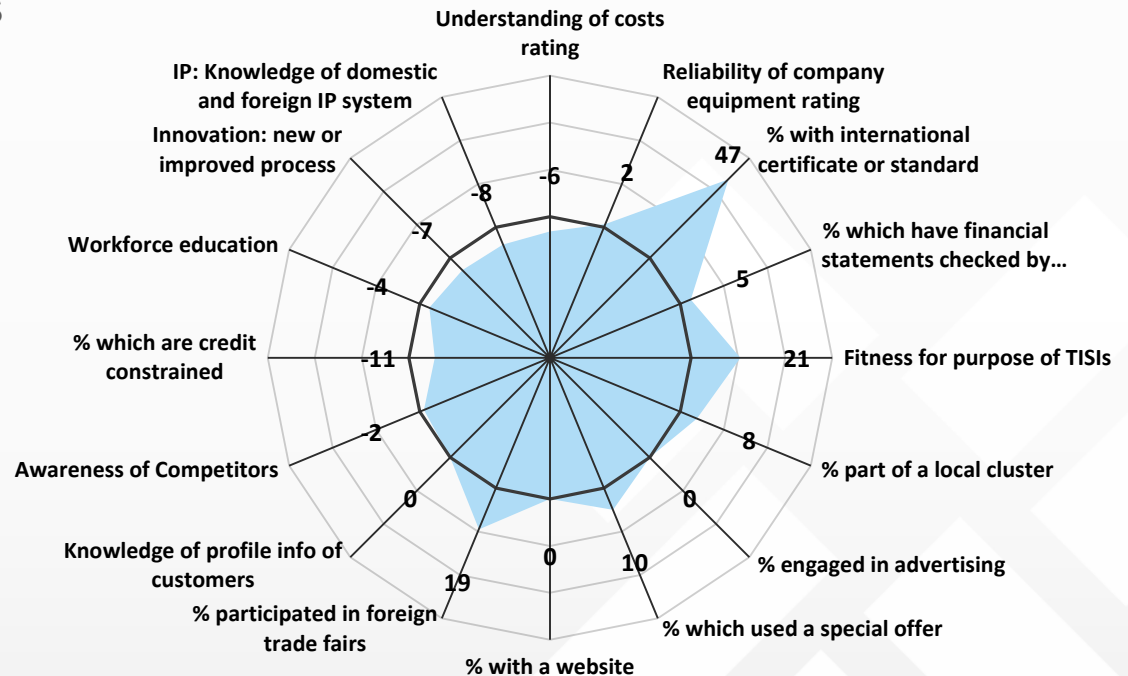 Understanding of costs
rating
Reliability of company
equipment rating
% with international
certificate or standard
% which have financial
statements checked by…
Fitness for purpose of TISIs
% part of a local cluster
% engaged in advertising
% which used a special offer
% with a website
% participated in foreign
trade fairs
Knowledge of profile info of
customers
Awareness of Competitors
% which are credit
constrained
Workforce education
Innovation: new or
improved process
IP: Knowledge of domestic
and foreign IP system
-6
2
47
5
21
8
0
10
0
19
0
-2
-11
-4
-7
-8